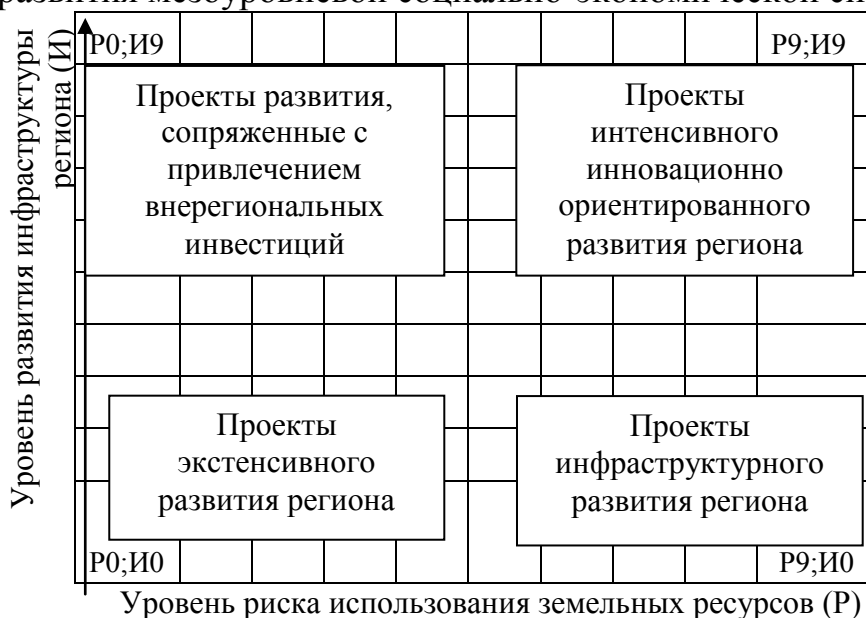 развития мезоуровневой социально-экономической
Уровень развития инфраструктуры
региона (И)
Р0;И9
Р9;И9
Проекты развития,
сопряженные с
привлечением
внерегиональных
инвестиций
Проекты
интенсивного
инновационно
ориентированного
развития региона
Проекты
экстенсивного
развития региона
Проекты
инфраструктурного
развития региона
Р0;И0
Р9;И0
Уровень риска использования земельных ресурсов (Р)